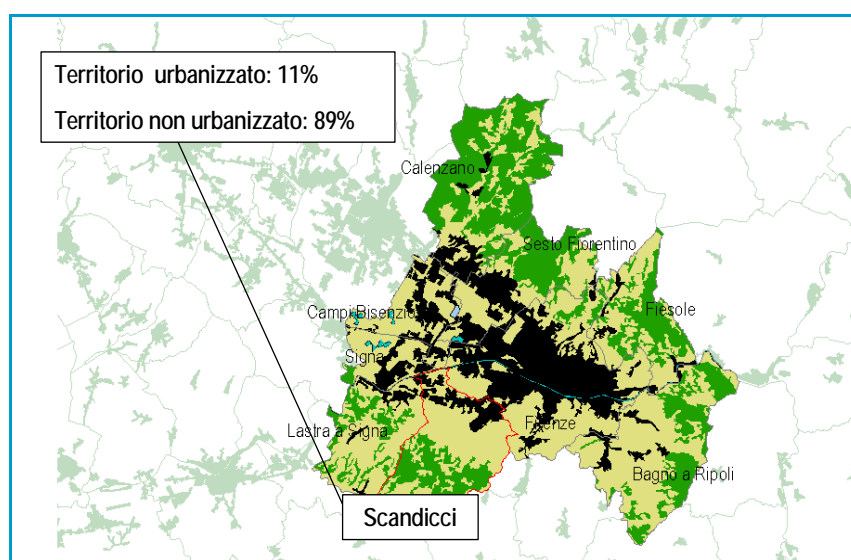 Territorio urbanizzato: 11%
Territorio non urbanizzato: 89%
Calenzano
Sesto Fiorentino
Fiesole
Campi Bisenzio
Signa
Lastra a Signa
Firenze
Bagno a Ripoli
Scandicci